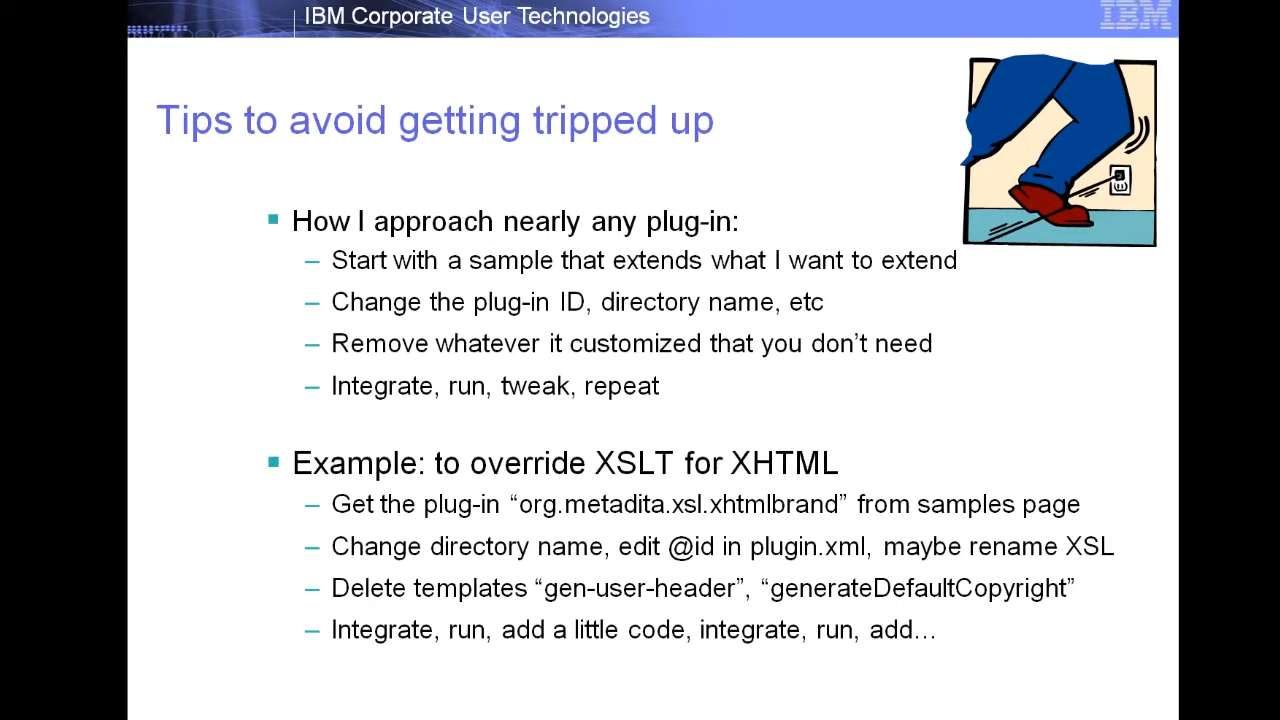 IBM Corporate User Technologies
IBM
Tips to avoid getting tripped up
How I approach nearly any plug-in:
– Start with a sample that extends what I want to extend
– Change the plug-in ID, directory name, etc
– Remove whatever it customized that you don’t need
– Integrate, run, tweak, repeat
Example: to override XSLT for XHTML
– Get the plug-in “org.metadita.xsl.xhtmlbrand” from samples page
– Change directory name, edit @id in plugin.xml, maybe rename XSL
– Delete templates “gen-user-header”, “generateDefaultCopyright”
– Integrate, run, add a little code, integrate, run, add…